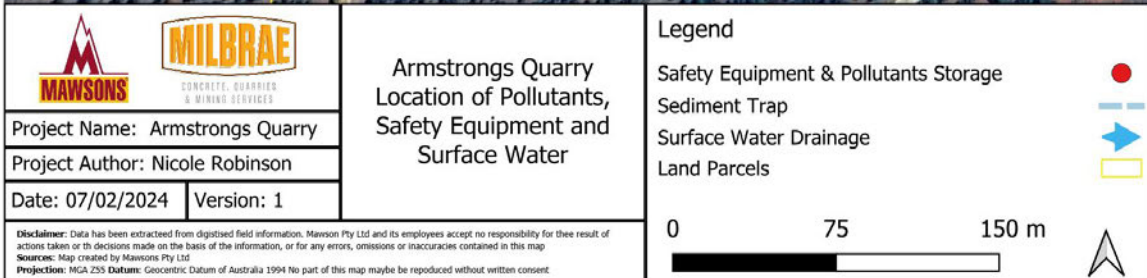 MAWSONS
MILBRAE
CONCRETE, QUARRIES
& MINING SERVICES
Project Name: Armstrongs Quarry
Project Author: Nicole Robinson
Date: 07/02/2024
Version: 1
Armstrongs Quarry
Location of Pollutants,
Safety Equipment and
Surface Water
Legend
Safety Equipment & Pollutants Storage
Sediment Trap
Surface Water Drainage
Land Parcels
0 75 150 m
Disclaimer: Data has been extracteed from digistised field information. Mawson Pty Ltd and its employees accept no responsibility for thee result of
actions taken or th decisions made on the basis of the information, or for any errors, omissions or inaccuracies contained in this map
Sources: Map created by Mawsons Pty Ltd
Projection: MGA Z55 Datum: Geocentric Datum of Australia 1994 No part of this map maybe be repoduced without written consent